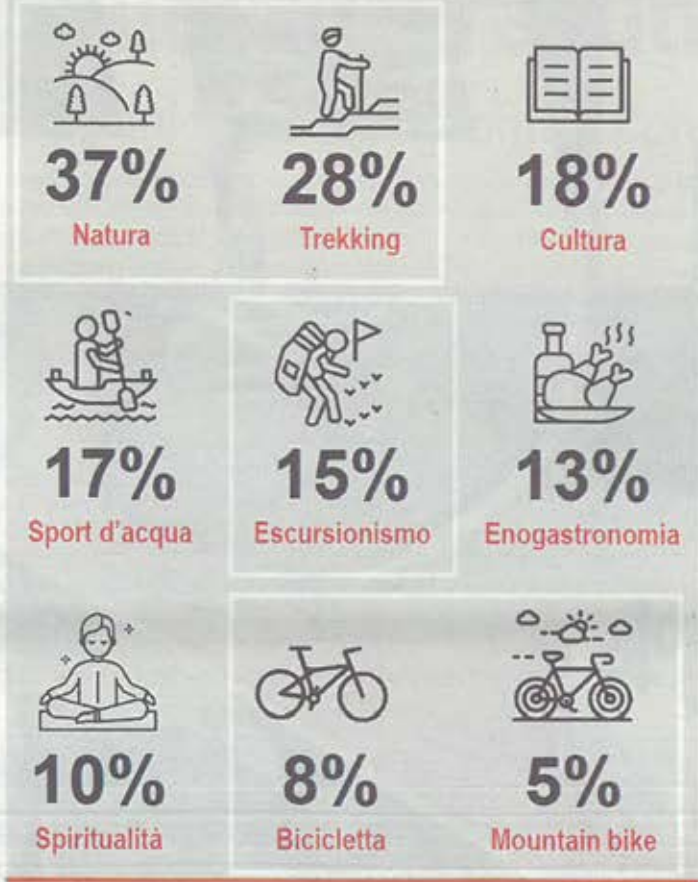 37%
Natura
28%
Trekking
18%
Cultura
17%
Sport d'acqua
15%
Escursionismo
13%
Enogastronomia
10%
Spiritualità
8%
Bicicletta
5%
Mountain bike